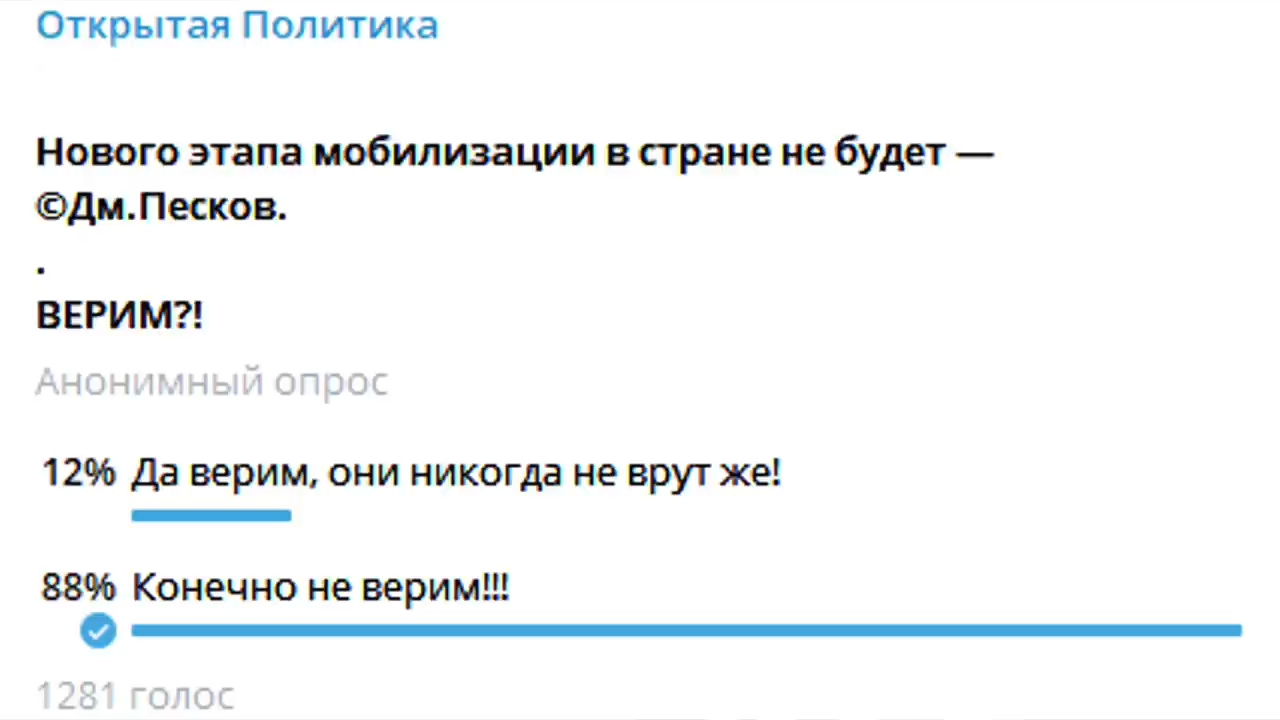 Открытая Политика
Нового этапа мобилизации в стране не будет —
©Дм.Песков.
.
ВЕРИМ?!
Анонимный опрос
12% Да верим, они никогда не врут же!
88% Конечно не верим!!!
1281 голос